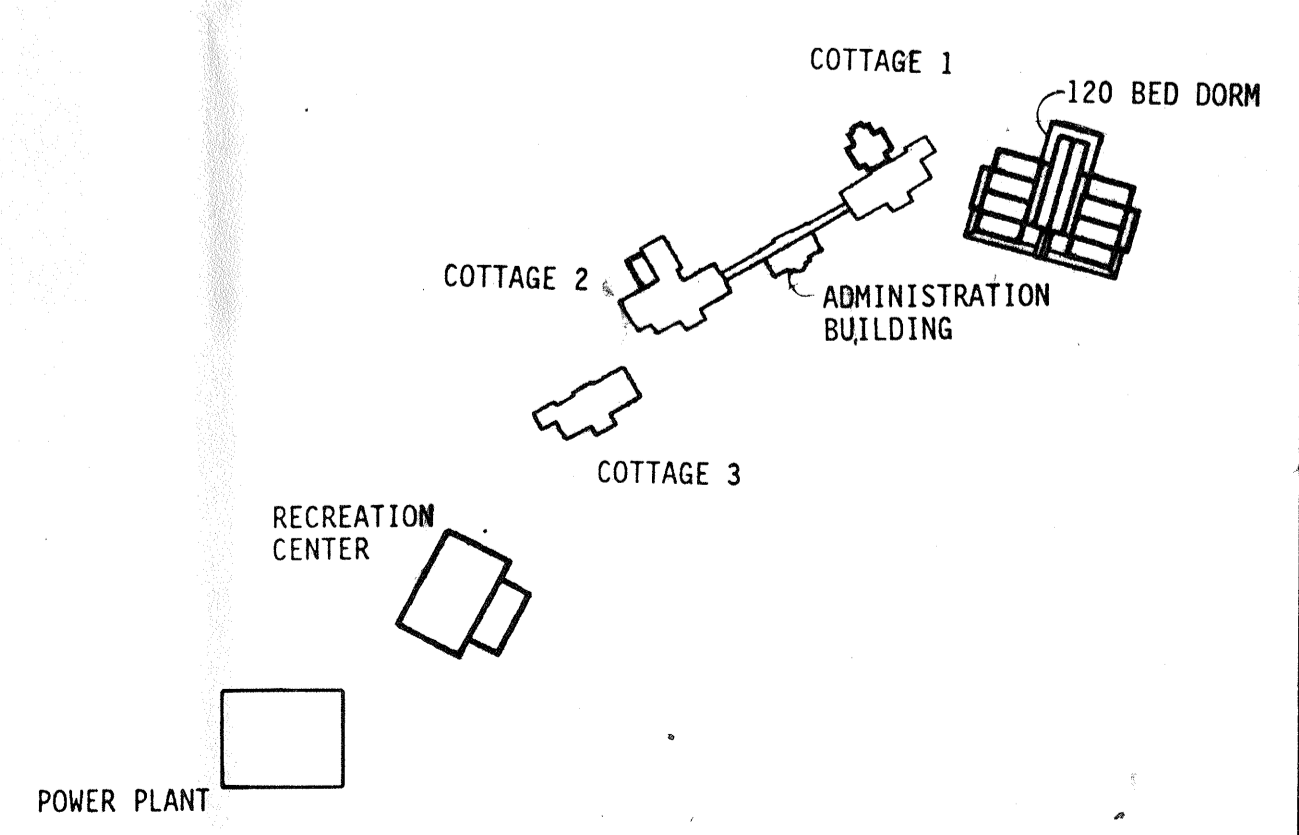 COTTAGE 1
120 BED DORM
COTTAGE 2
ADMINISTRATION
BUILDING
COTTAGE 3
RECREATION
CENTER
POWER PLANT